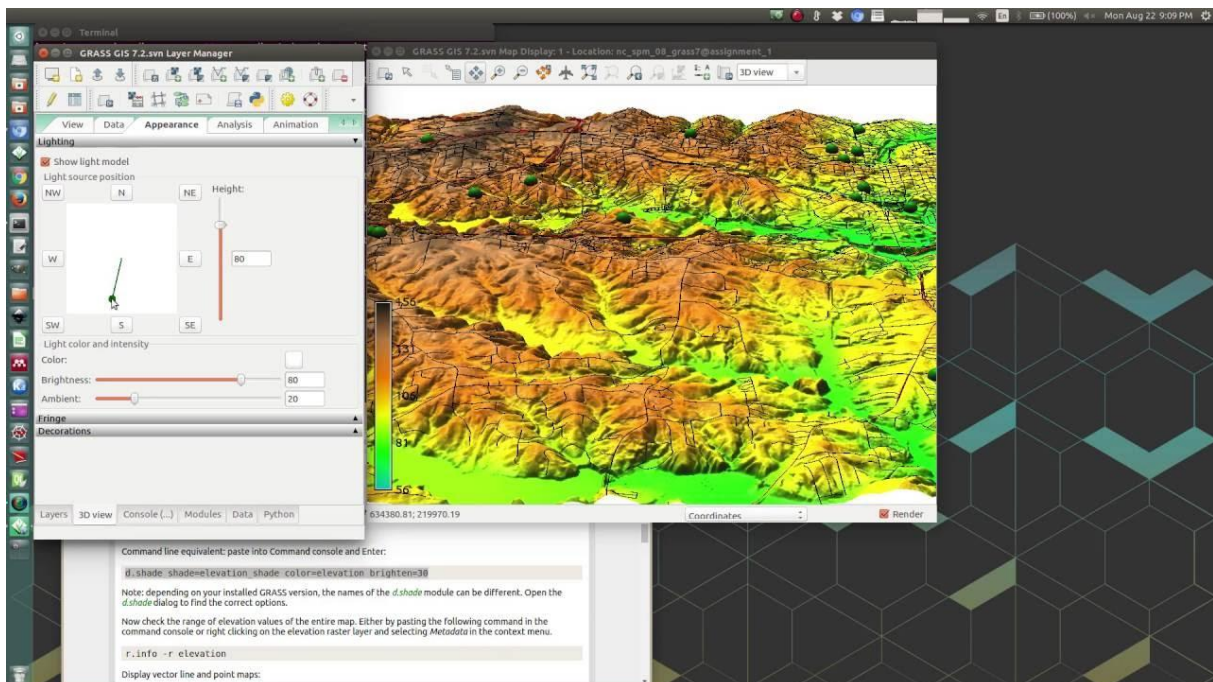 En
(100%)
Mon Aug 22 9:09 PM
Terminal
GRASS GIS 7.2.svn Layer Manager
GRASS GIS 7.2.svn Map Display: 1 - Location: nc_spm_08_grass7@assignment_1
3D view
View
Data
Appearance
Analysis
Animation
Lighting
Show light model
Light source position
NW
N
NE
Height:
W
E
80
SW
S
SE
Light color and intensity
Color:
Brightness:
80
Ambient:
20
Fringe
Decorations
156
106
81
56
Layers
3D view
Console (...)
Modules
Data
Python
634380.81; 219970.19
Coordinates
Render
Command line equivalent: paste into Command console and Enter:
d.shade shade=elevation_shade color=elevation brighten=30
Note: depending on your installed GRASS version, the names of the d.shade module can be different. Open the
d.shade dialog to find the correct options.
Now check the range of elevation values of the entire map. Either by pasting the following command in the
command console or right clicking on the elevation raster layer and selecting Metadata in the context menu.
r.info -r elevation
Display vector line and point maps: